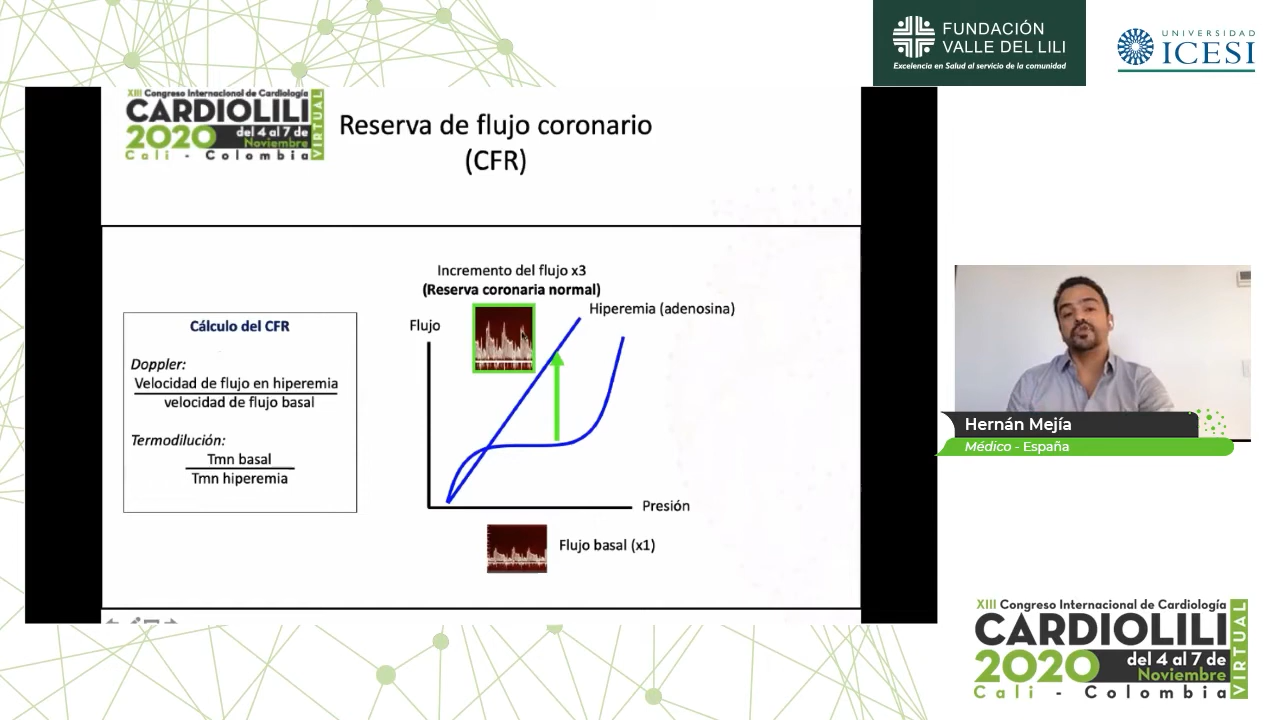 FUNDACIÓN
VALLE DEL LILI
Excelencia en Salud al servicio de la comunidad
UNIVERSIDAD
ICESI
XIII Congreso Internacional de Cardiología
CARDIOLILI
2020 del 4 al 7 de
Noviembre
Cali - Colombia
VIRTUAL
Reserva de flujo coronario
(CFR)
Cálculo del CFR
Doppler:
Velocidad de flujo en hiperemia
velocidad de flujo basal
Termodilución:
Tmn basal
Tmn hiperemia
Incremento del flujo x3
(Reserva coronaria normal)
Hiperemia (adenosina)
Flujo
Presión
Flujo basal (x1)
Hernán Mejía
Médico - España
XIII Congreso Internacional de Cardiología
CARDIOLILI
2020 del 4 al 7 de
Noviembre
Cali - Colombia
VIRTUAL